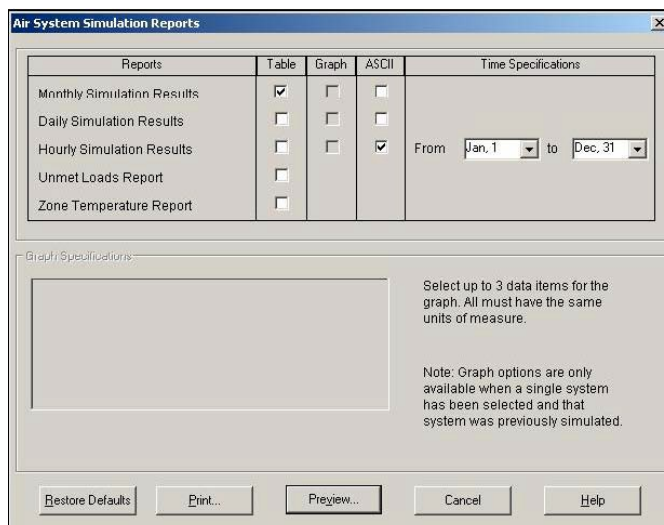 Air System Simulation Reports
Reports Table Graph ASCII Time Specifications
Monthly Simulation Results
Daily Simulation Results
Hourly Simulation Results From Jan, 1 to Dec, 31
Unmet Loads Report
Zone Temperature Report
Graph Specifications
Select up to 3 data items for the
graph. All must have the same
units of measure.
Note: Graph options are only
available when a single system
has been selected and that
system was previously simulated.
Restore Defaults Print... Preview... Cancel Help